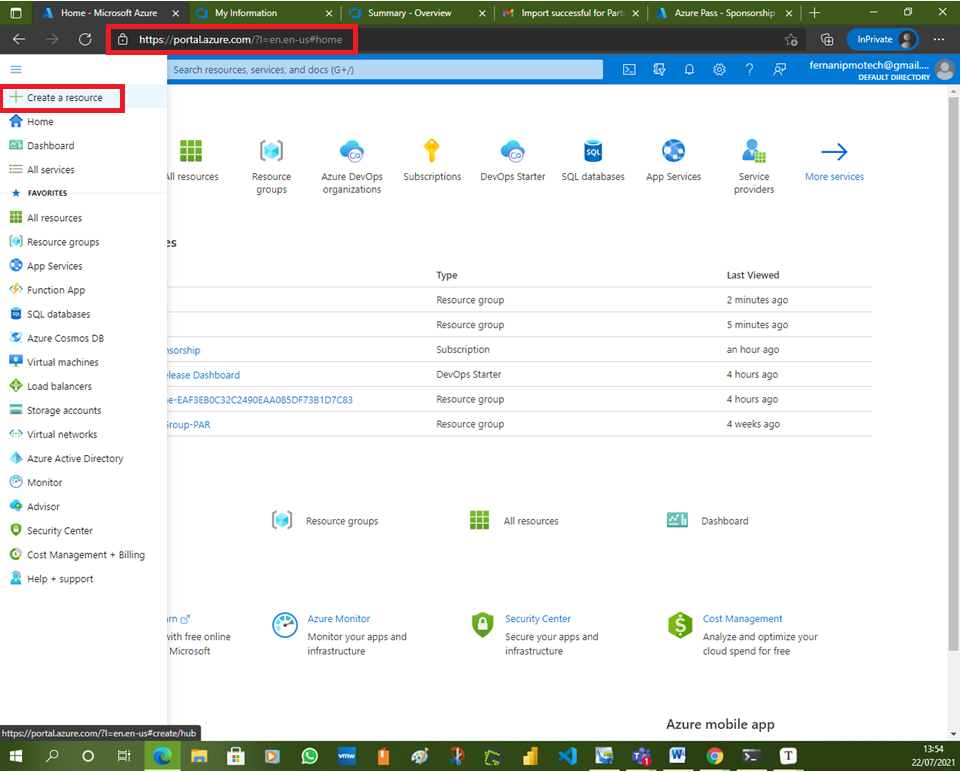 Home - Microsoft Azure
My Information
Summary - Overview
Import successful for Parts
Azure Pass - Sponsorship
https://portal.azure.com/?l=en.en-us#home
InPrivate
Search resources, services, and docs (G+/)
fernanipmotech@gmail....
DEFAULT DIRECTORY
Create a resource
Home
Dashboard
All services
FAVORITES
All resources
Resource groups
App Services
Function App
SQL databases
Azure Cosmos DB
Virtual machines
Load balancers
Storage accounts
Virtual networks
Azure Active Directory
Monitor
Advisor
Security Center
Cost Management + Billing
Help + support
All resources
Resource
groups
Azure DevOps
organizations
Subscriptions
DevOps Starter
SQL
SQL databases
App Services
Service
providers
More services
es
Type
Last Viewed
Resource group
2 minutes ago
Resource group
5 minutes ago
nsorship
Subscription
an hour ago
elease Dashboard
DevOps Starter
4 hours ago
e-EAF3EB0C32C2490EAA085DF73B1D7C83
Resource group
4 hours ago
Group-PAR
Resource group
4 weeks ago
Resource groups
All resources
Dashboard
rn
with free online
Microsoft
Azure Monitor
Monitor your apps and
infrastructure
Security Center
Secure your apps and
infrastructure
Cost Management
Analyze and optimize your
cloud spend for free
Azure mobile app
https://portal.azure.com/?l=en.en-us#create/hub
13:54
22/07/2021